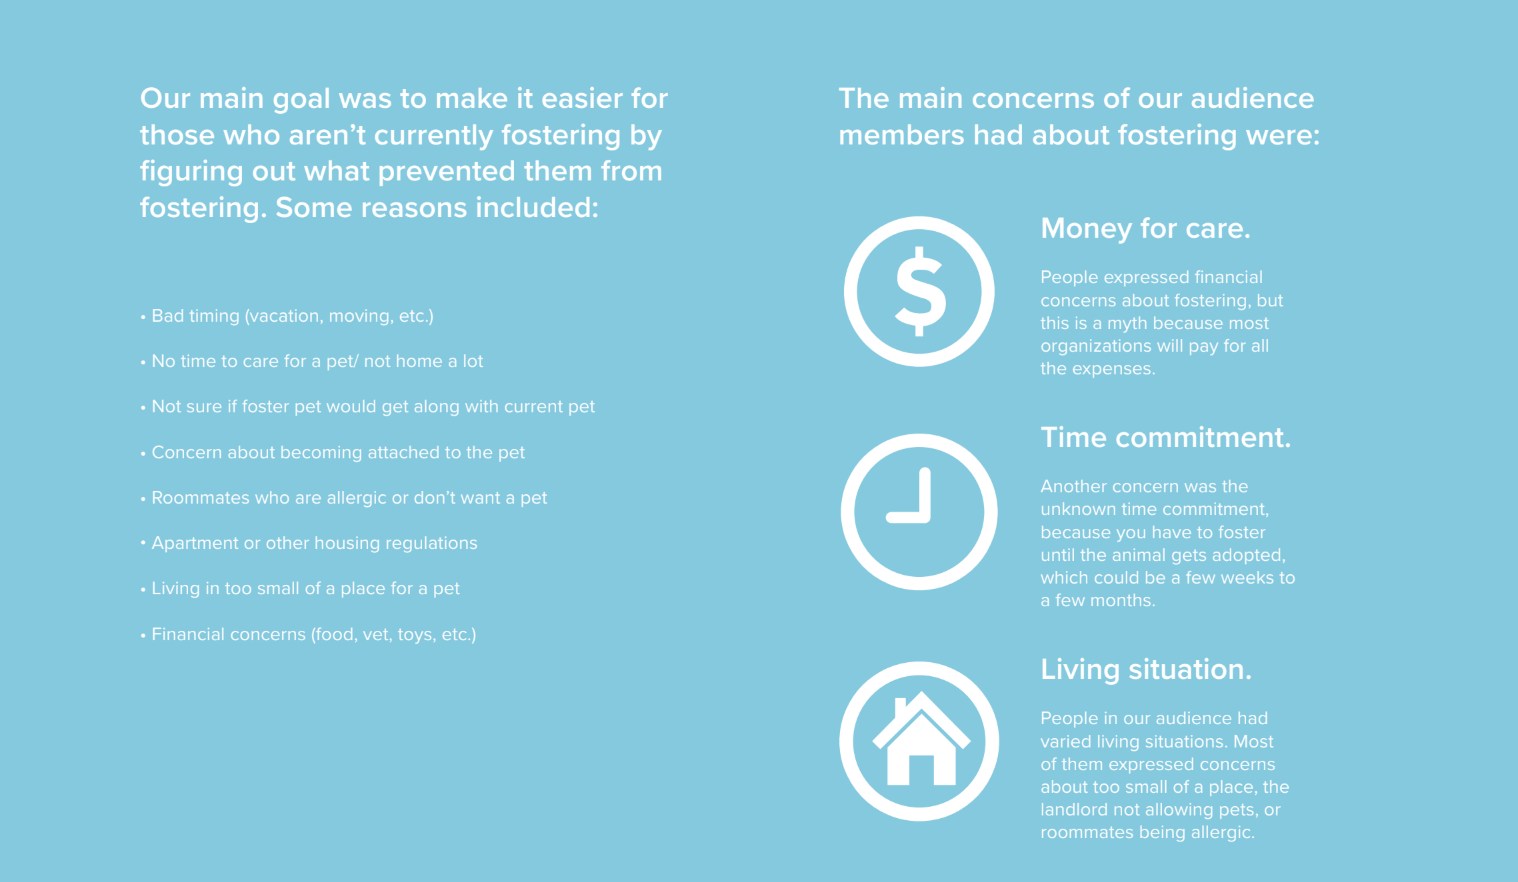 Our main goal was to make it easier for
those who aren’t currently fostering by
figuring out what prevented them from
fostering. Some reasons included:
• Bad timing (vacation, moving, etc.)
• No time to care for a pet/ not home a lot
• Not sure if foster pet would get along with current pet
• Concern about becoming attached to the pet
• Roommates who are allergic or don’t want a pet
• Apartment or other housing regulations
• Living in too small of a place for a pet
• Financial concerns (food, vet, toys, etc.)
The main concerns of our audience
members had about fostering were:
$
Money for care.
People expressed financial
concerns about fostering, but
this is a myth because most
organizations will pay for all
the expenses.
Time commitment.
Another concern was the
unknown time commitment,
because you have to foster
until the animal gets adopted,
which could be a few weeks to
a few months.
Living situation.
People in our audience had
varied living situations. Most
of them expressed concerns
about too small of a place, the
landlord not allowing pets, or
roommates being allergic.